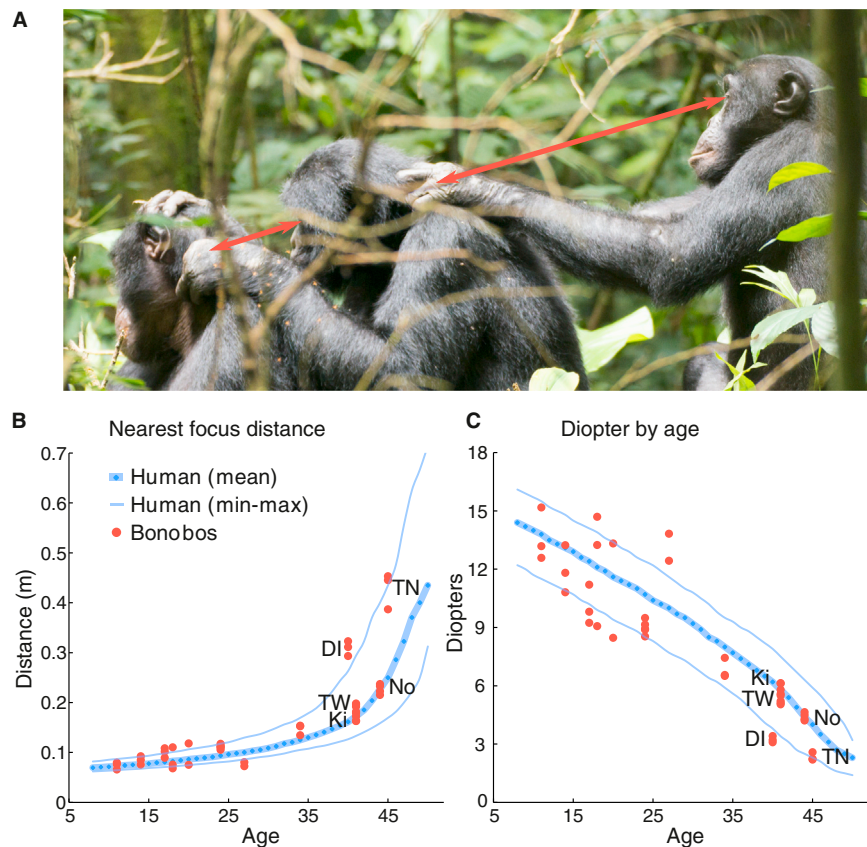 A
B Nearest focus distance
0.7
0.6
0.5
0.4
0.3
0.2
0.1
0
Distance (m)
Human (mean)
Human (min-max)
Bonobos
TN
DI
TW
No
Ki
5 15 25 35 45
Age
C Diopter by age
18
15
12
9
6
3
0
Diopters
Ki
TW
No
DI
TN
5 15 25 35 45
Age